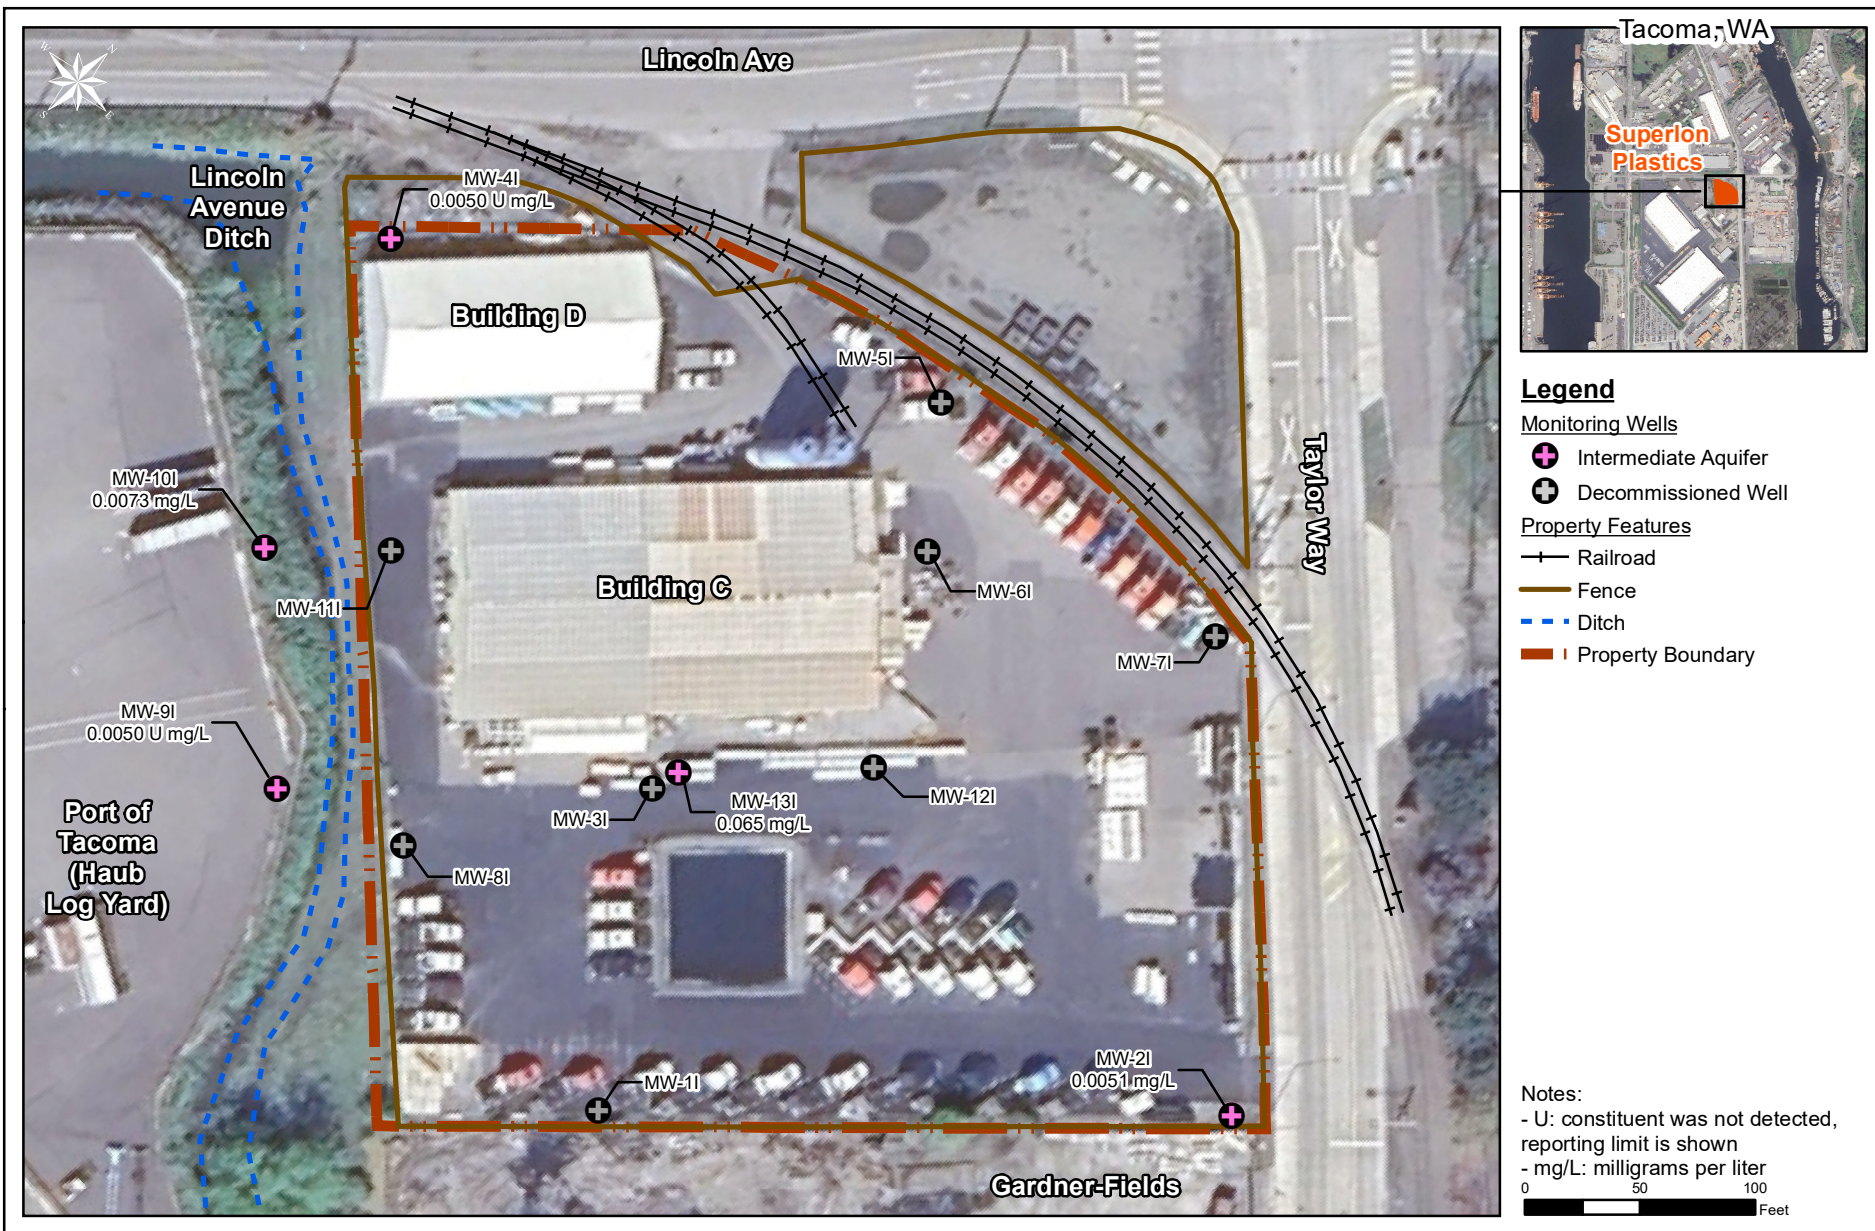 Lincoln Ave
W
N
S
E
Lincoln
Avenue
Ditch
MW-4I
0.0050 U mg/L
Building D
MW-5I
MW-10I
0.0073 mg/L
Taylor Way
MW-11I
Building C
MW-6I
MW-7I
MW-9I
0.0050 U mg/L
MW-3I
MW-13I
0.065 mg/L
MW-12I
Port of
Tacoma
(Haub
Log Yard)
MW-8I
MW-1I
MW-2I
0.0051 mg/L
Gardner-Fields
Tacoma, WA
Superlon
Plastics
Legend
Monitoring Wells
Intermediate Aquifer
Decommissioned Well
Property Features
Railroad
Fence
Ditch
Property Boundary
Notes:
- U: constituent was not detected,
reporting limit is shown
- mg/L: milligrams per liter
0 50 100
Feet